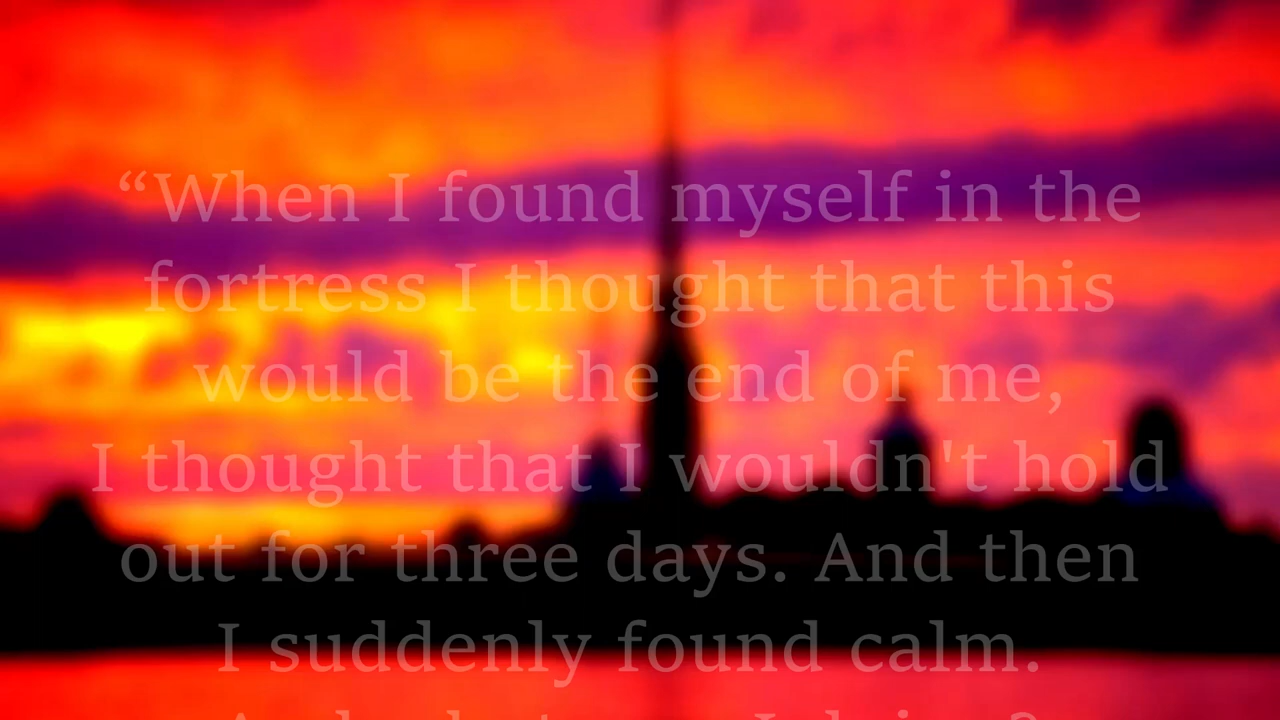 “When I found myself in the
fortress I thought that this
would be the end of me,
I thought that I wouldn't hold
out for three days. And then
I suddenly found calm.